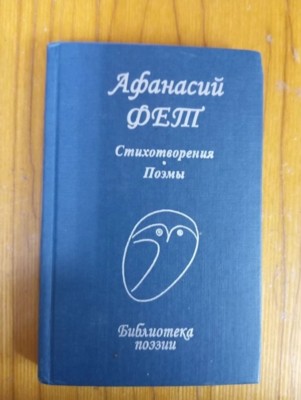 Афанасий
ФЕТ
Стихотворения
•
Поэмы
Библиотека
поэзии